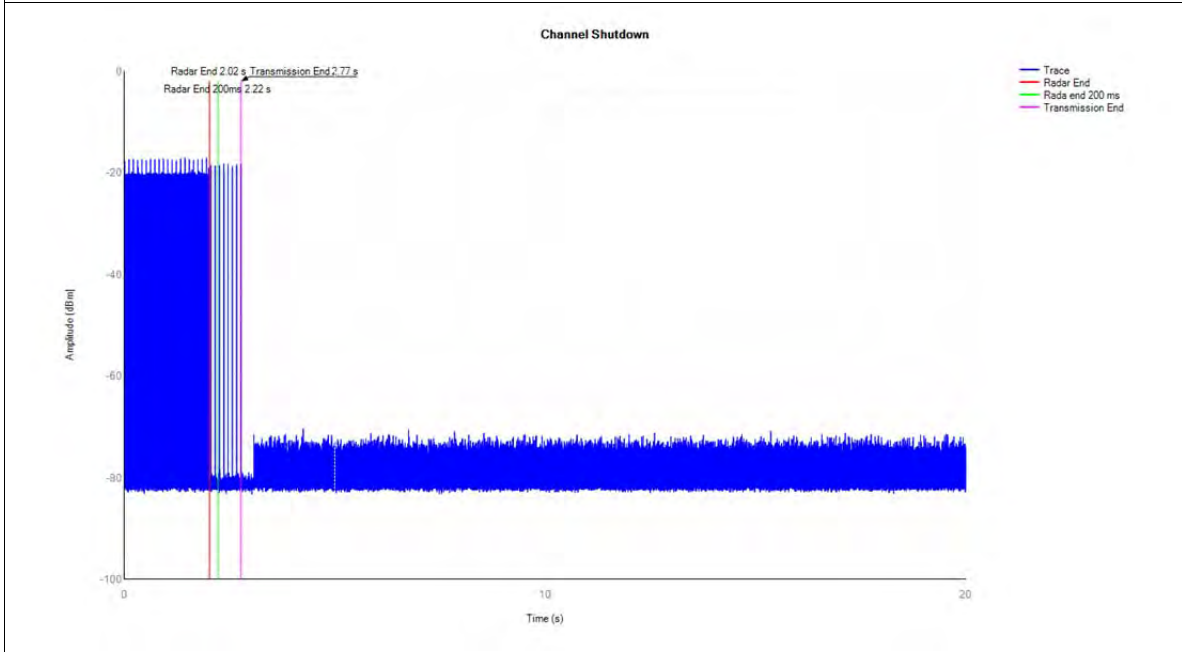 Channel Shutdown
Radar End 2.02 s Transmission End 2.77 s
Radar End 200ms 2.22 s
Trace
Radar End
Rada end 200 ms
Transmission End
0
-20
-40
-60
-80
-100
Amplitude [dBm]
0
10
20
Time (s)